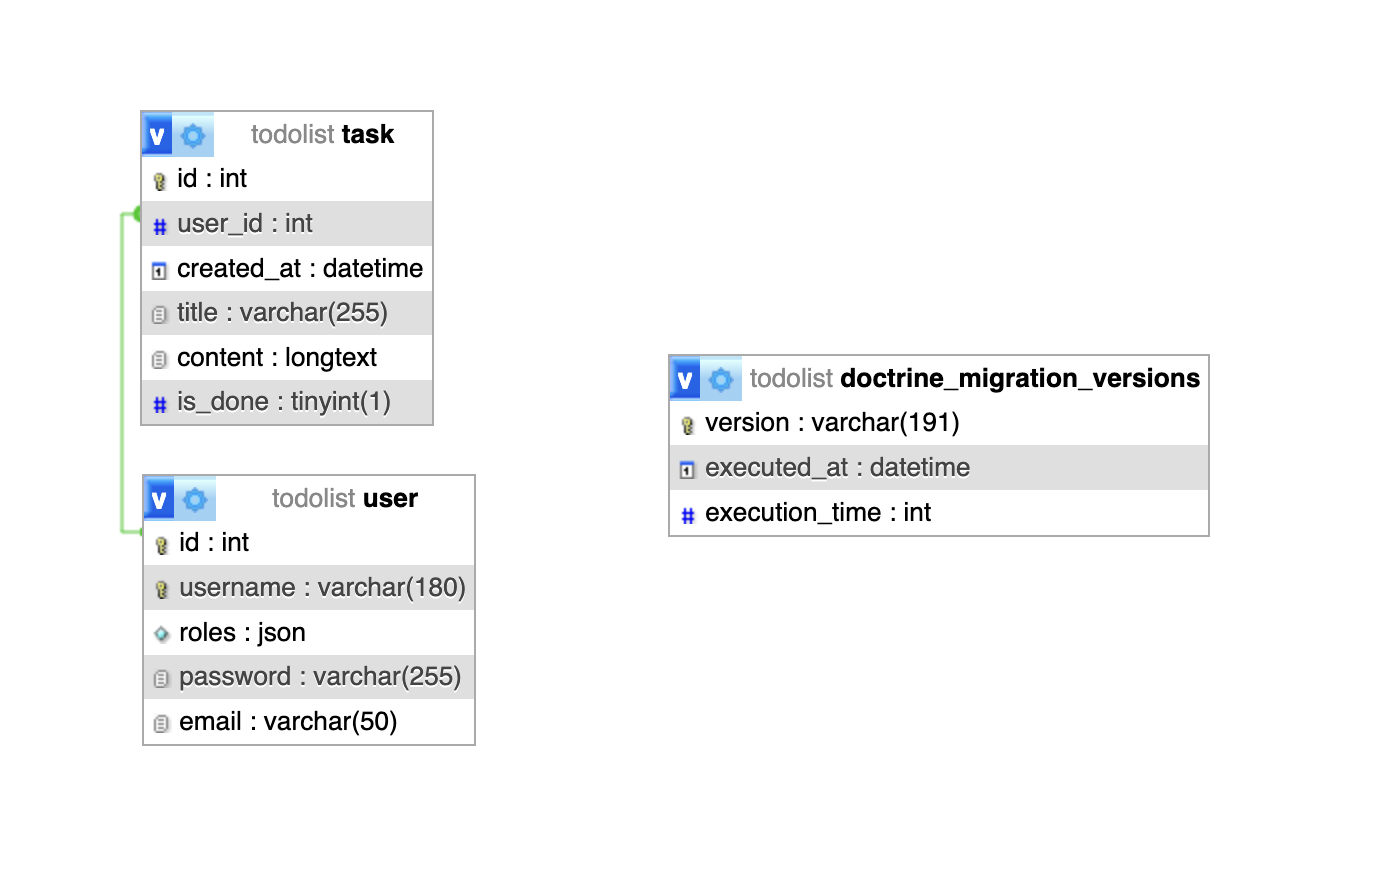 v todolist task
id : int
user_id : int
created_at : datetime
title : varchar(255)
content : longtext
is_done : tinyint(1)
v todolist user
id : int
username : varchar(180)
roles : json
password : varchar(255)
email : varchar(50)
v todolist doctrine_migration_versions
version : varchar(191)
executed_at : datetime
execution_time : int